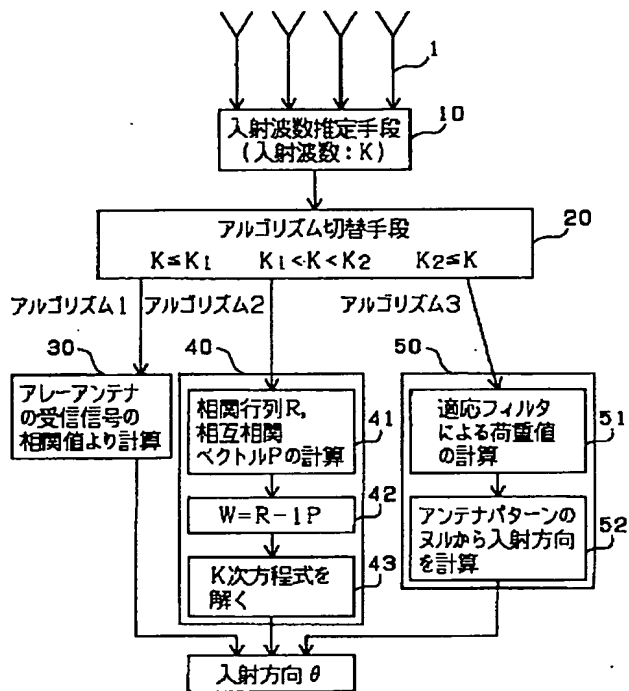 1
入射波数推定手段
(入射波数：K)
10
アルゴリズム切替手段
K≦K₁ K₁<K<K₂ K₂≦K
20
アルゴリズム1
アルゴリズム2
アルゴリズム3
30
アレーアンテナ
の受信信号の
相関値より計算
40
相関行列R,
相互相関
ベクトルPの計算
41
W=R−1P
42
K次方程式を
解く
43
50
適応フィルタ
による荷重値
の計算
51
アンテナパターンの
ヌルから入射方向
を計算
52
入射方向θ